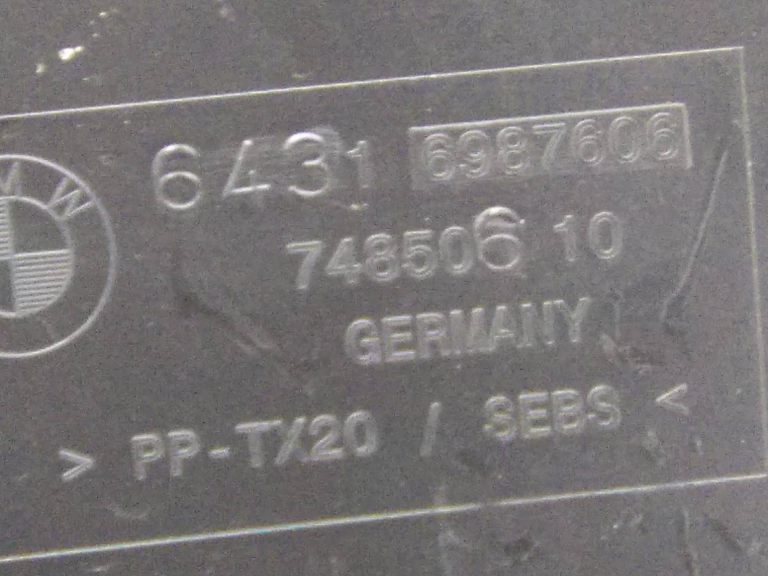 BMW
6431 6987606
748506 10
GERMANY
> PP-TX20 / SEBS <